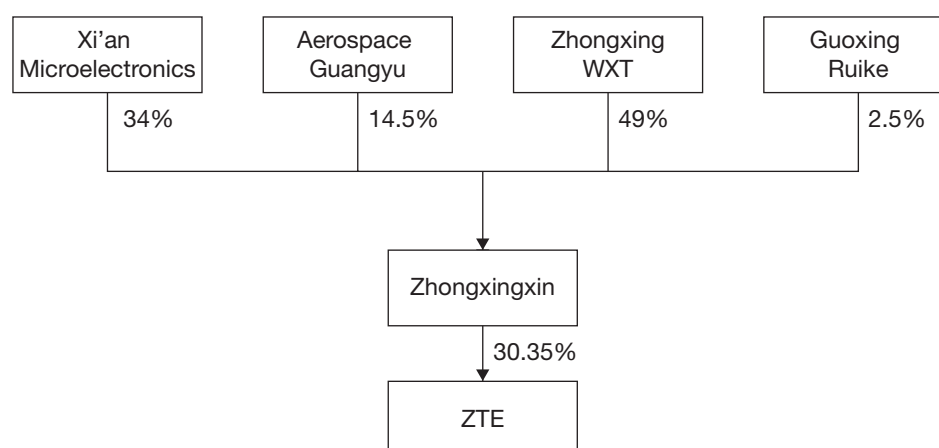 Xi’an
Microelectronics
Aerospace
Guangyu
Zhongxing
WXT
Guoxing
Ruike
34%
14.5%
49%
2.5%
Zhongxingxin
30.35%
ZTE